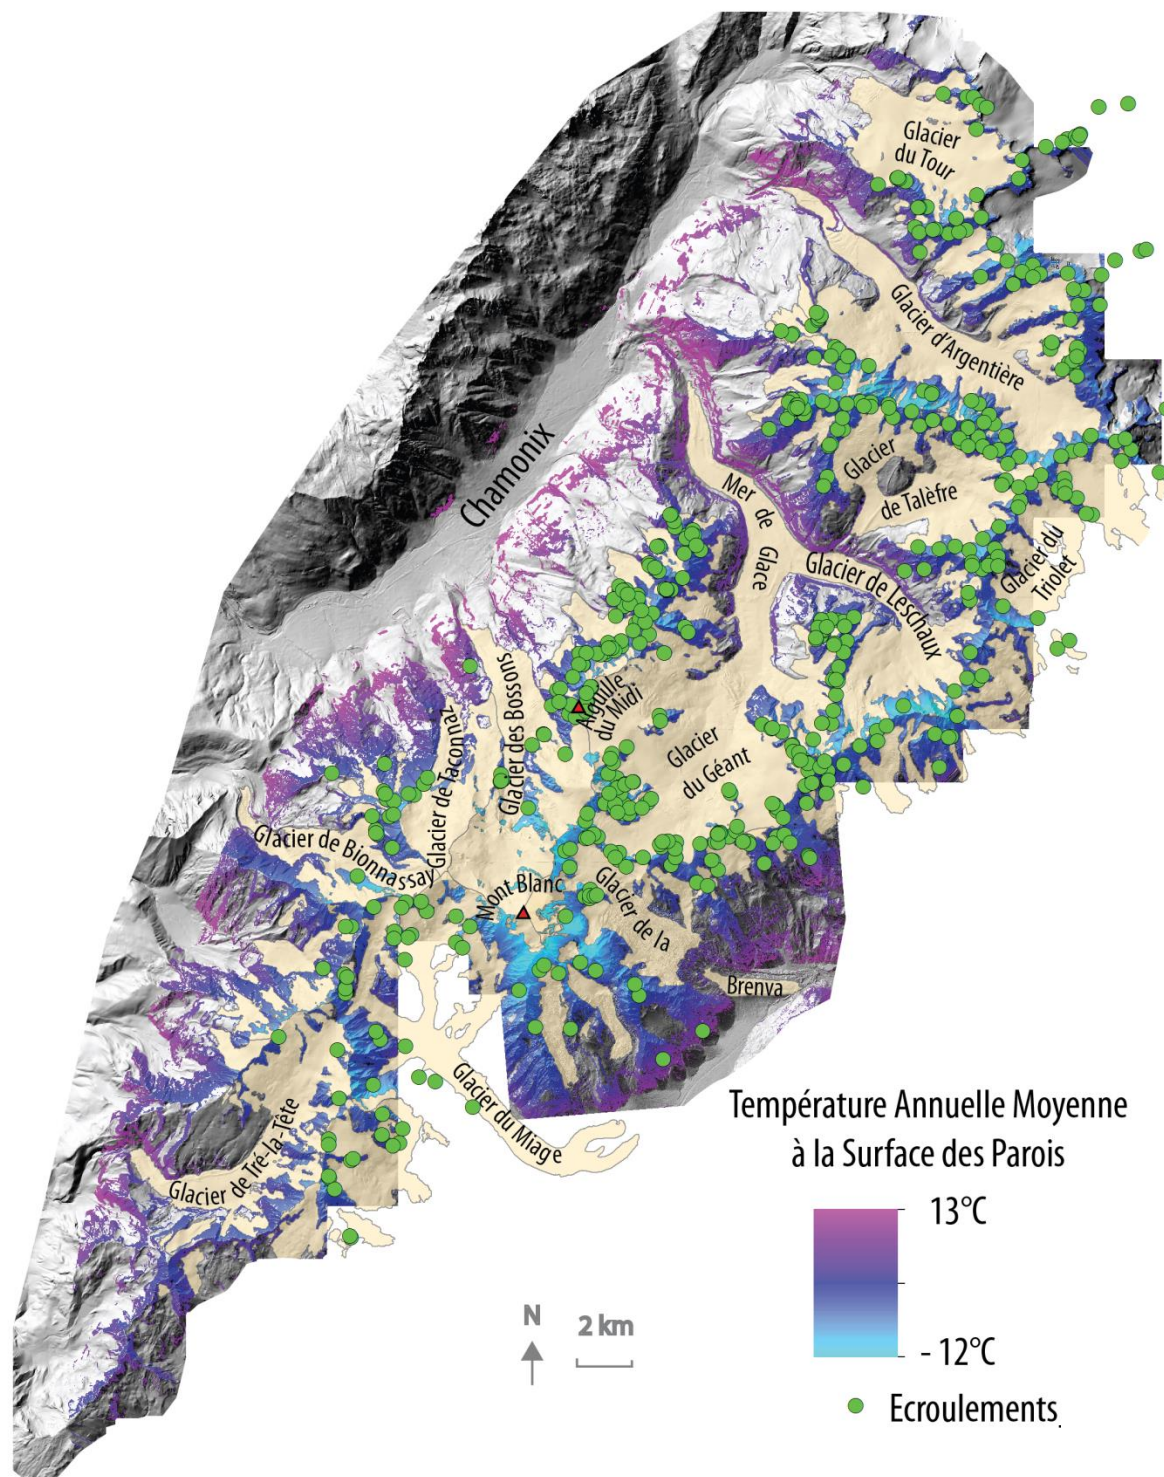 Glacier
du Tour
Glacier d'Argentière
Chamonix
Mer de
Glace
Glacier
de Talèfre
Glacier de Leschaux
Glacier du
Triolet
Glacier des Bossons
Aiguille
du Midi
Glacier de Taconnaz
Glacier
du Géant
Glacier de Bionnassay
Mont Blanc
Glacier de la
Brenva
Glacier du Miage
Glacier de Tré-la-Tête
Température Annuelle Moyenne
à la Surface des Parois
13°C
- 12°C
N
2 km
Ecroulements